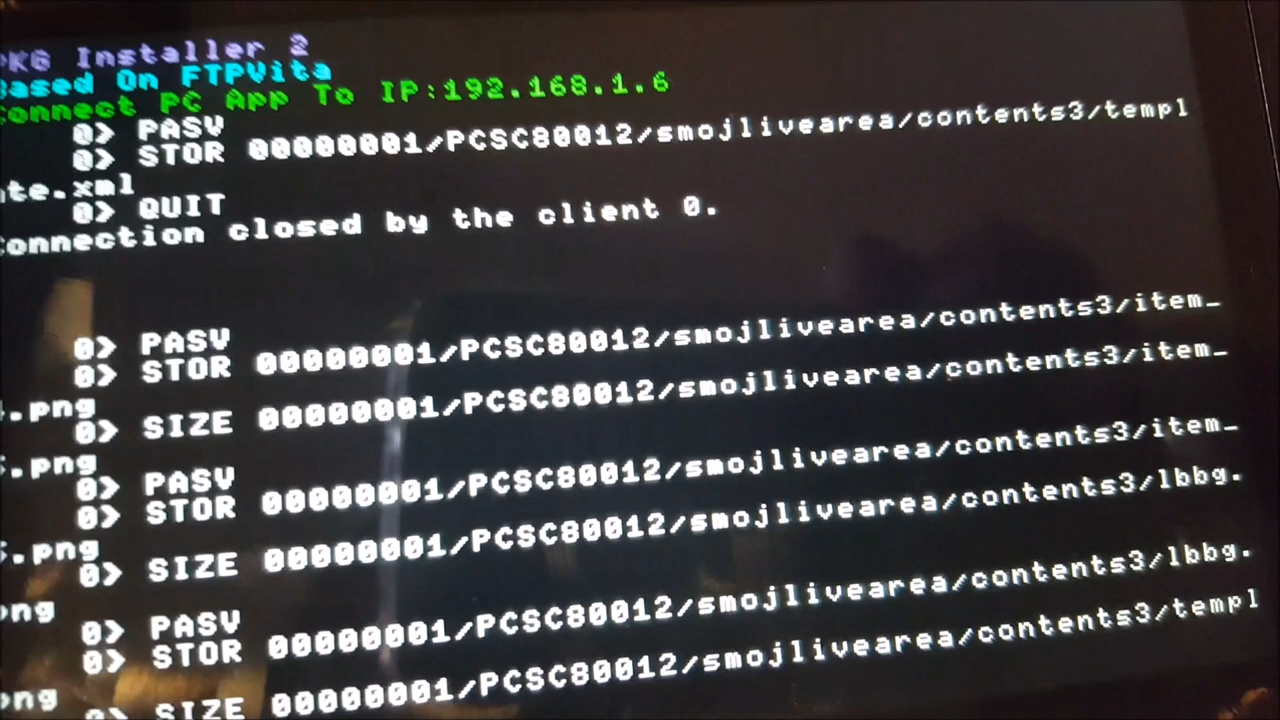 PKG Installer 2
Based On FTPVita
Connect PC App To IP:192.168.1.6
0> PASV
0> STOR 00000001/PCSC80012/smojlivearea/contents3/templ
ate.xml
0> QUIT
Connection closed by the client 0.
0> PASV
0> STOR 00000001/PCSC80012/smojlivearea/contents3/item_
.png
0> SIZE 00000001/PCSC80012/smojlivearea/contents3/item_
.png
0> PASV
0> STOR 00000001/PCSC80012/smojlivearea/contents3/item_
.png
0> SIZE 00000001/PCSC80012/smojlivearea/contents3/lbbg.
png
0> PASV
0> STOR 00000001/PCSC80012/smojlivearea/contents3/lbbg.
png
0> SIZE 00000001/PCSC80012/smojlivearea/contents3/templ